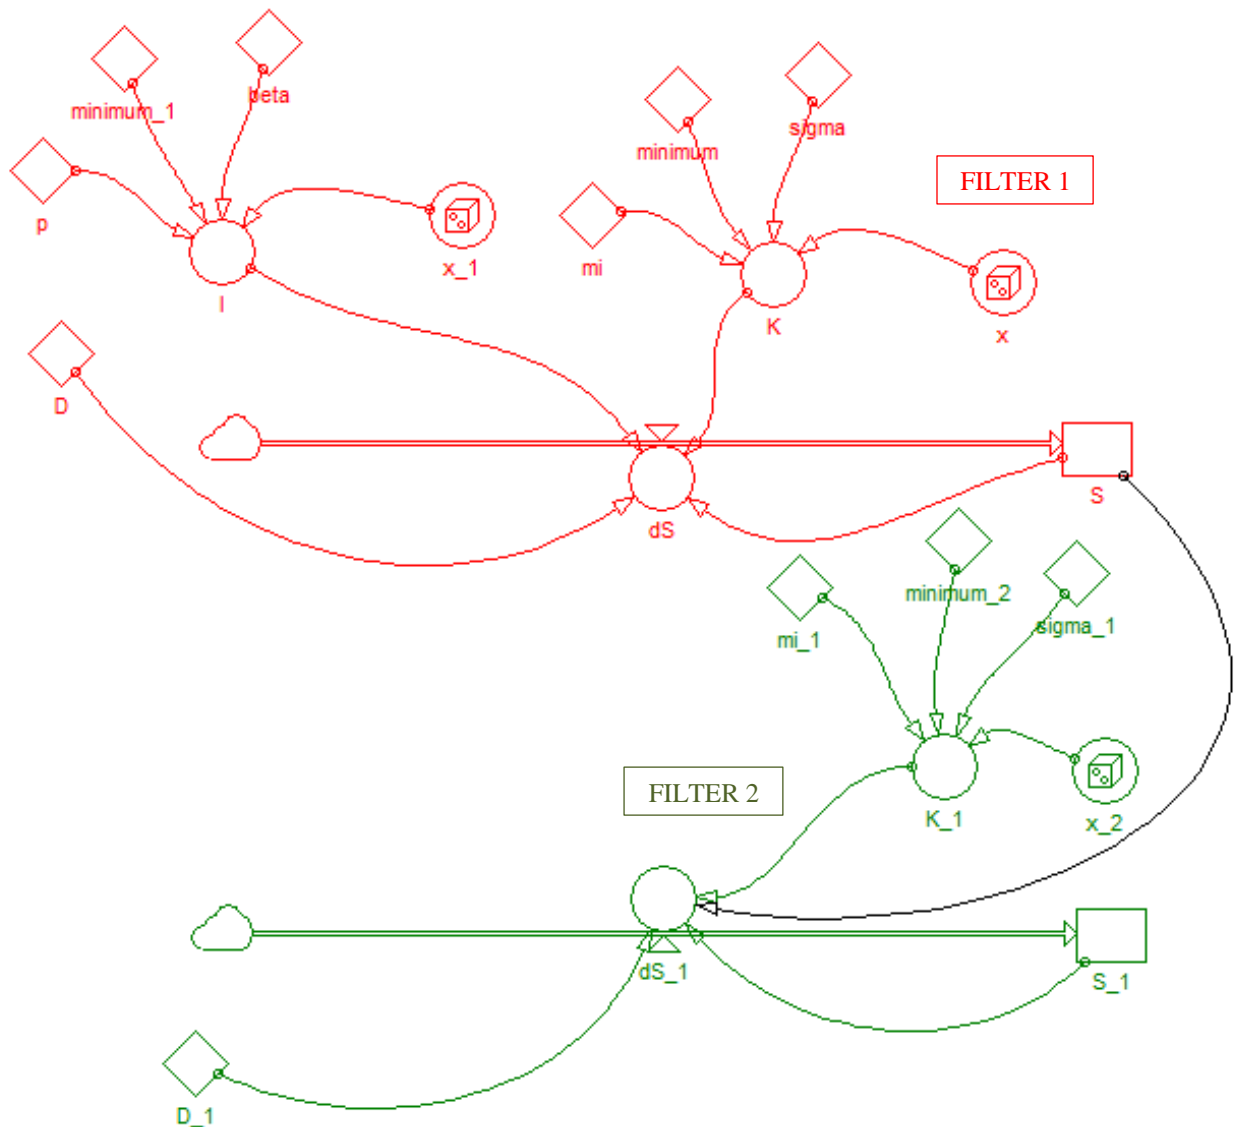 beta
minimum_1
sigma
minimum
FILTER 1
p
mi
x_1
I
K
x
D
S
dS
minimum_2
sigma_1
mi_1
FILTER 2
K_1
x_2
dS_1
S_1
D_1